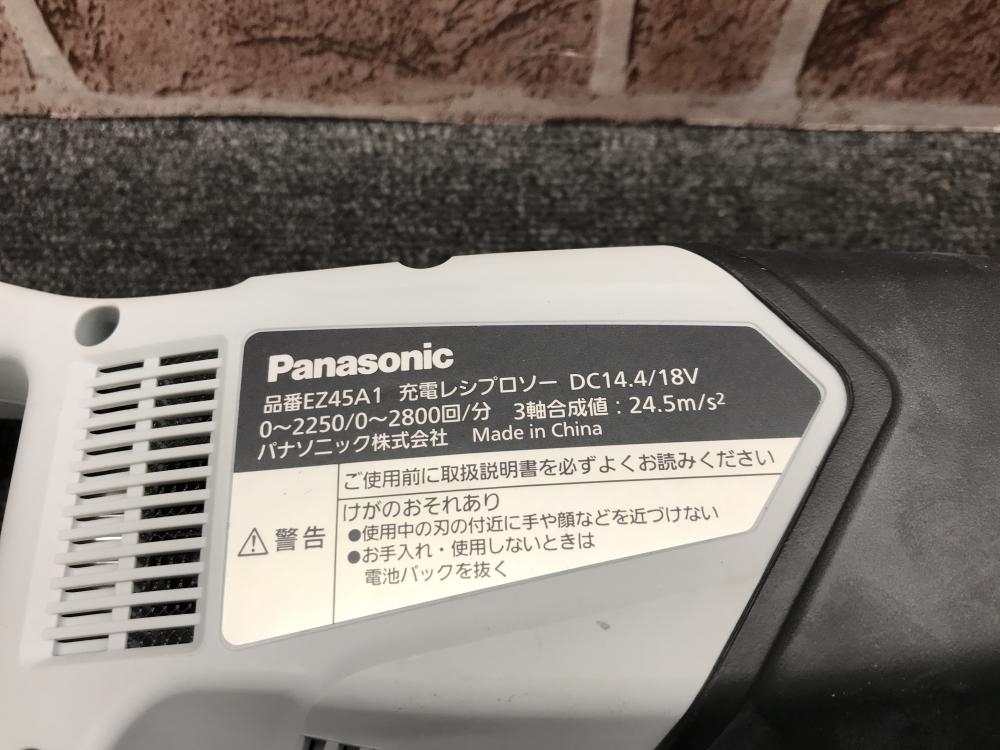 Panasonic
品番EZ45A1 充電レシプロソー DC14.4/18V
0～2250/0～2800回/分 3軸合成値：24.5m/s²
パナソニック株式会社 Made in China
ご使用前に取扱説明書を必ずよくお読みください
警告
けがのおそれあり
●使用中の刃の付近に手や顔などを近づけない
●お手入れ・使用しないときは
電池パックを抜く